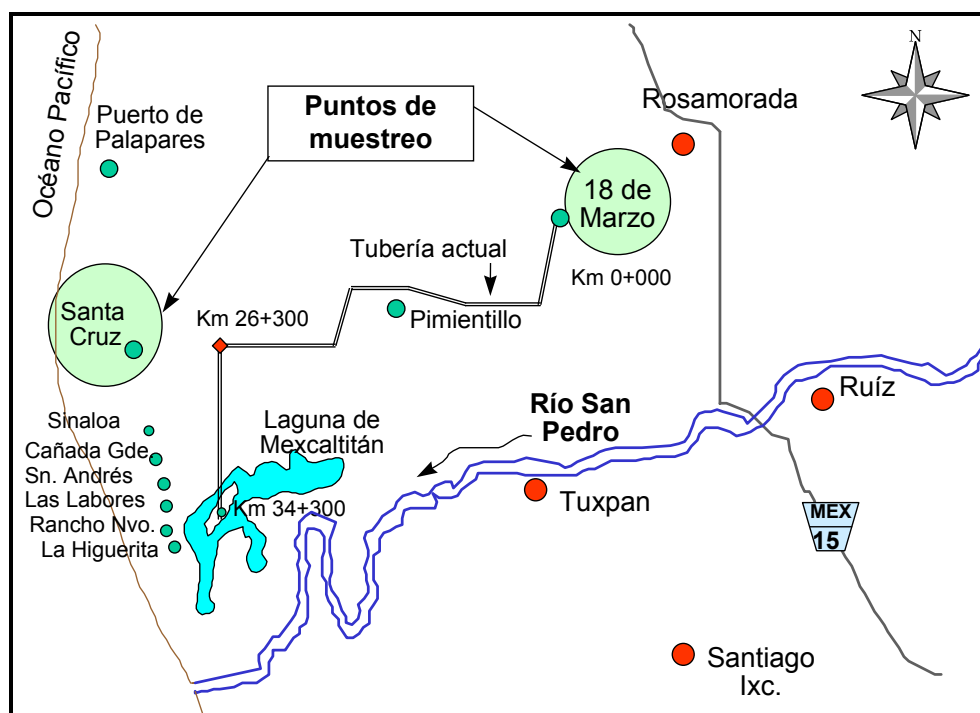 N
Océano Pacífico
Puerto de
Palapares
Puntos de
muestreo
Rosamorada
18 de
Marzo
Tubería actual
Km 0+000
Santa
Cruz
Km 26+300
Pimientillo
Ruíz
Río San
Pedro
Sinaloa
Cañada Gde.
Sn. Andrés
Las Labores
Rancho Nvo.
La Higuerita
Laguna de
Mexcaltitán
Km 34+300
Tuxpan
MEX
15
Santiago
Ixc.